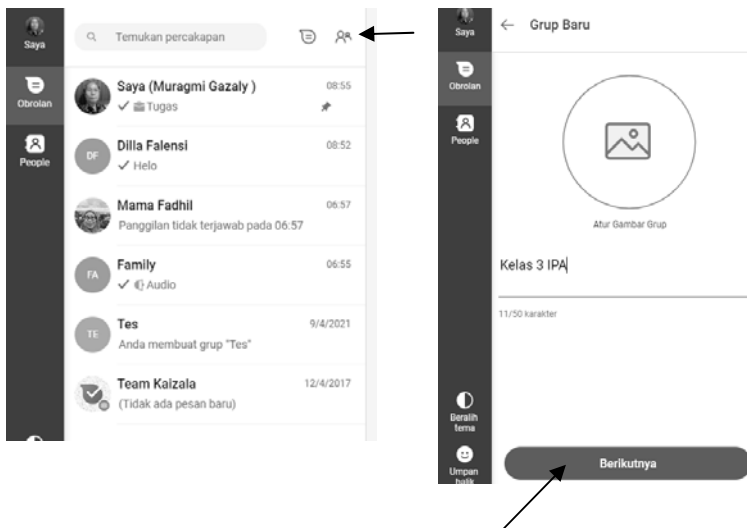 Saya
Temukan percakapan
Obrolan
People
Saya (Muragmi Gazaly )
08:55
Tugas
DF
Dilla Falensi
08:52
Helo
Mama Fadhil
06:57
Panggilan tidak terjawab pada 06:57
FA
Family
06:55
Audio
TE
Tes
9/4/2021
Anda membuat grup "Tes"
Team Kaizala
12/4/2017
(Tidak ada pesan baru)
Saya
Grup Baru
Obrolan
People
Atur Gambar Grup
Kelas 3 IPA
11/50 karakter
Beralih
tema
Umpan
balik
Berikutnya